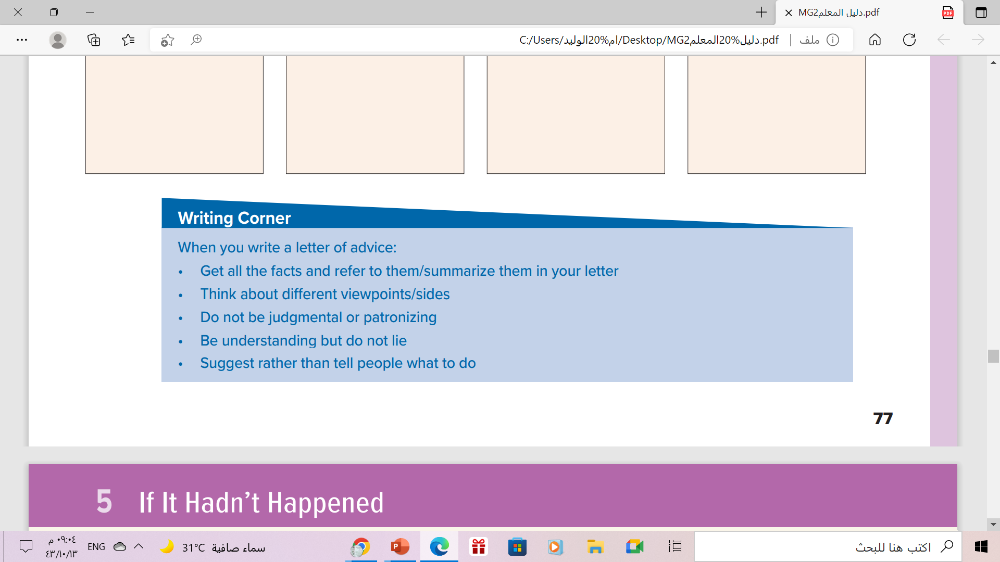 MG2دليل المعلم.pdf
C:/Users/ام%20الوليد/Desktop/MG2دليل%20المعلم.pdf
ملف
Writing Corner
When you write a letter of advice:
• Get all the facts and refer to them/summarize them in your letter
• Think about different viewpoints/sides
• Do not be judgmental or patronizing
• Be understanding but do not lie
• Suggest rather than tell people what to do
77
5 If It Hadn't Happened
٠٩:٠٤ م
٤٣/١٠/١٣
ENG
31°C سماء صافية
اكتب هنا للبحث